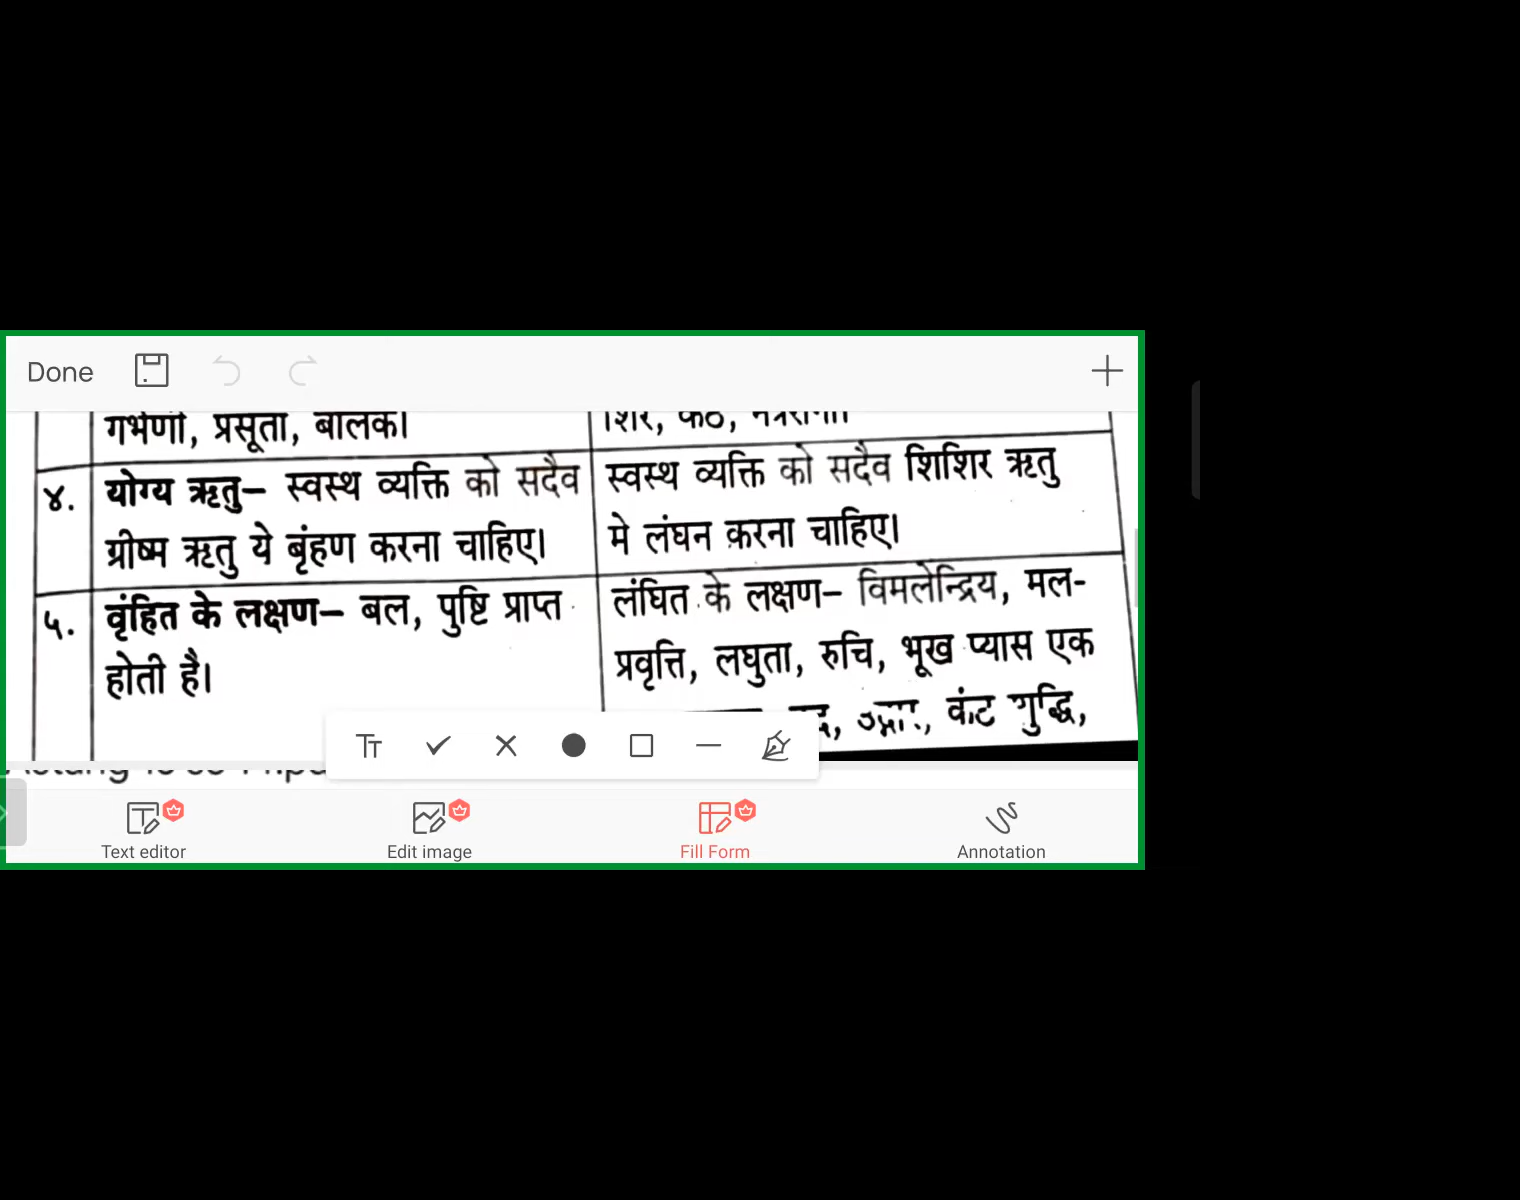 Done
गर्भणी, प्रसूता, बालक।
शिर, कंठ,
४. योग्य ऋतु– स्वस्थ व्यक्ति को सदैव
ग्रीष्म ऋतु ये बृंहण करना चाहिए।
स्वस्थ व्यक्ति को सदैव शिशिर ऋतु
मे लंघन करना चाहिए।
५. वृंहित के लक्षण– बल, पुष्टि प्राप्त
होती है।
लंघित के लक्षण– विमलेन्द्रिय, मल-
प्रवृत्ति, लघुता, रुचि, भूख प्यास एक
Text editor
Edit image
Fill Form
Annotation